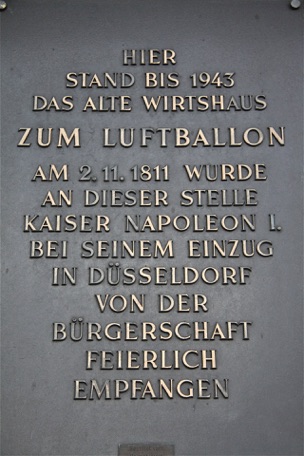 HIER
STAND BIS 1943
DAS ALTE WIRTSHAUS
ZUM LUFTBALLON
AM 2.11.1811 WURDE
AN DIESER STELLE
KAISER NAPOLEON I.
BEI SEINEM EINZUG
IN DÜSSELDORF
VON DER
BÜRGERSCHAFT
FEIERLICH
EMPFANGEN